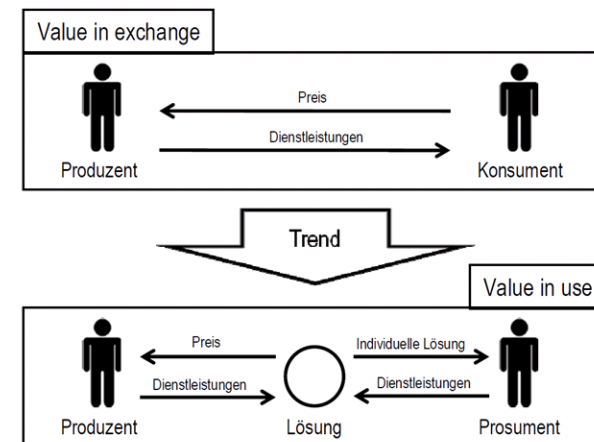 Value in exchange
Preis
Dienstleistungen
Produzent
Konsument
Trend
Value in use
Preis
Individuelle Lösung
Dienstleistungen
Dienstleistungen
Produzent
Lösung
Prosument